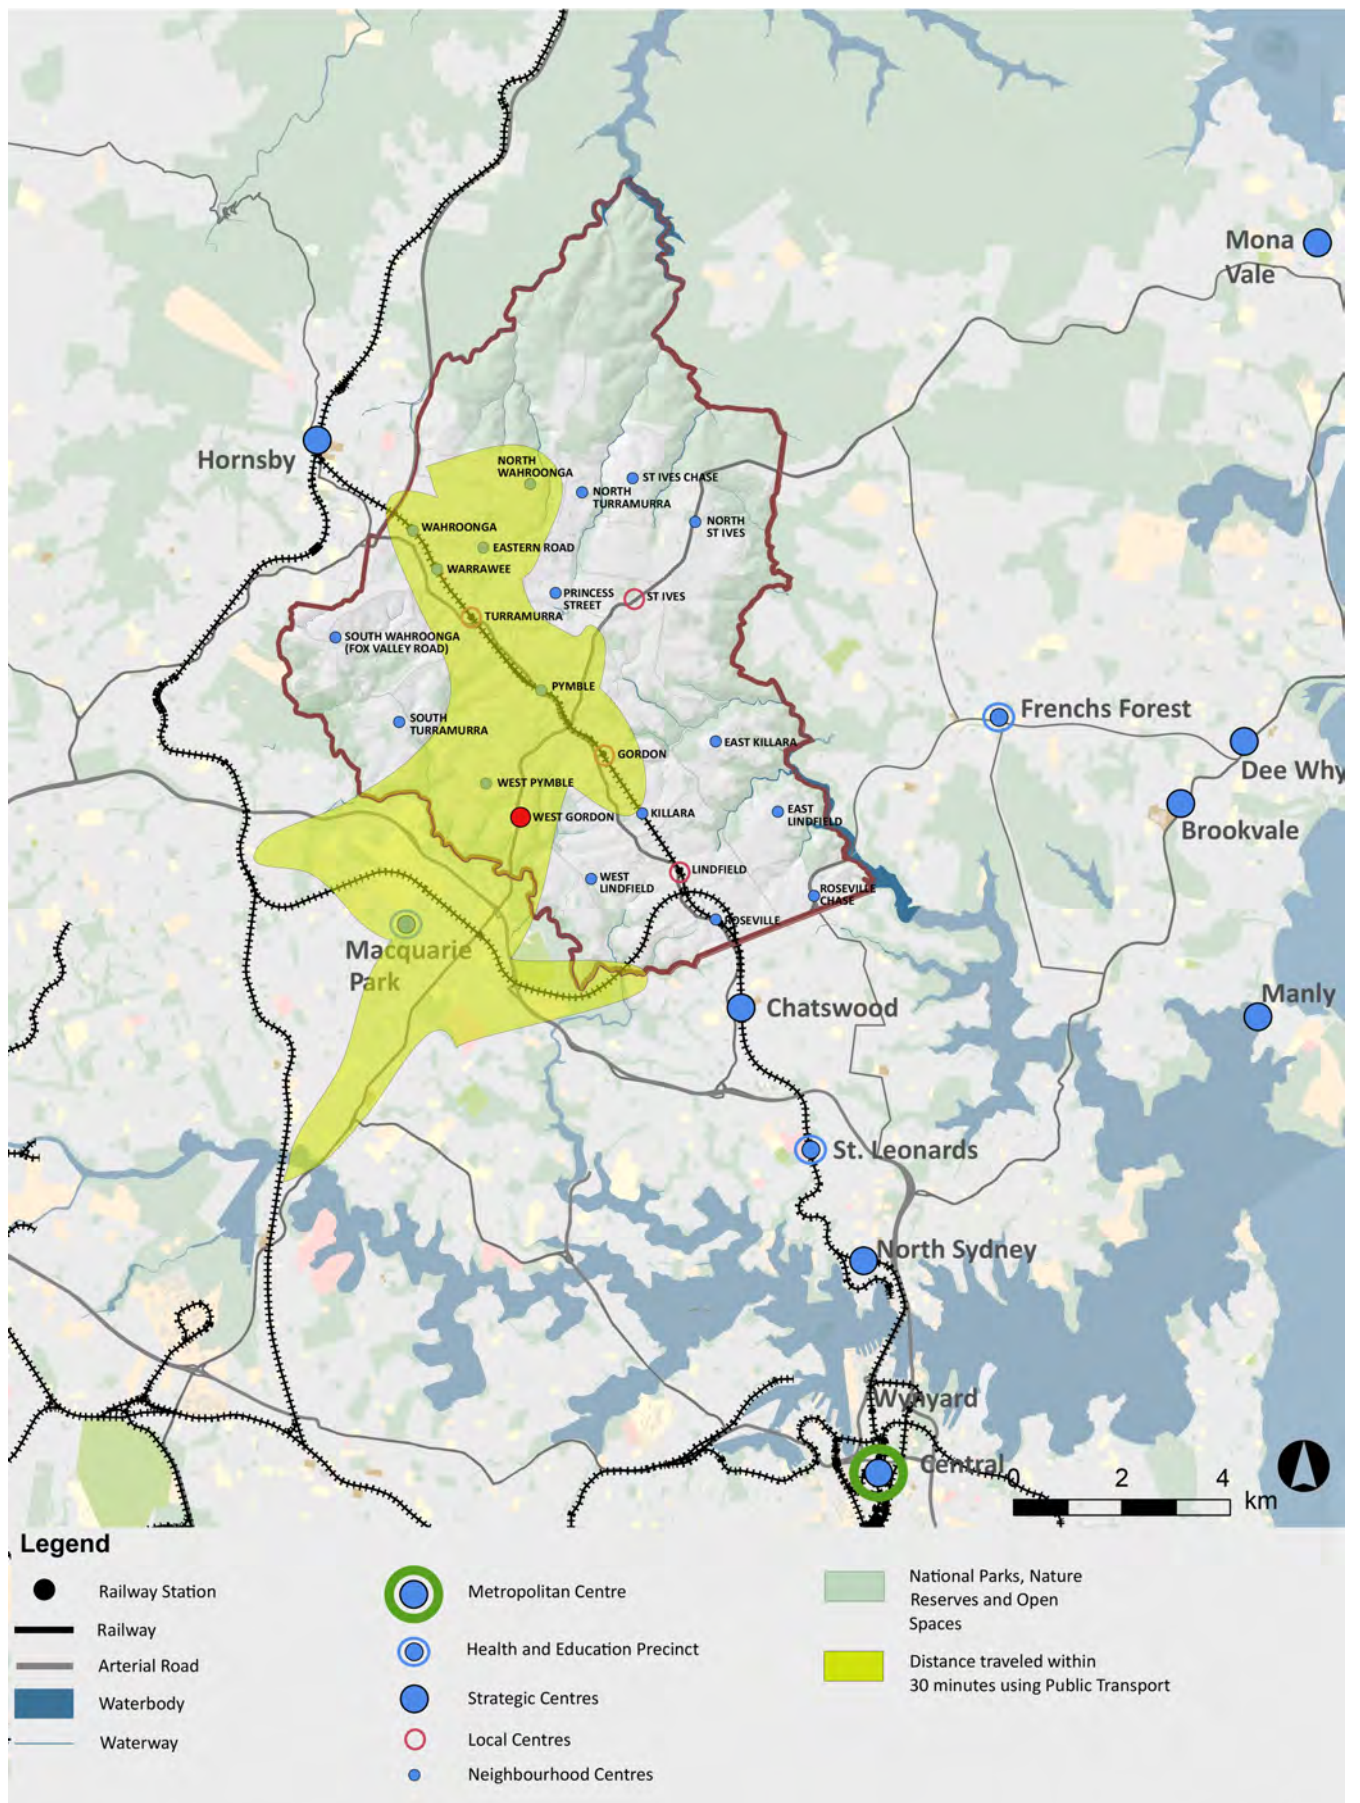 Mona
Vale
Hornsby
NORTH
WAHROONGA
ST IVES CHASE
NORTH
TURRAMURRA
NORTH
ST IVES
WAHROONGA
EASTERN ROAD
WARRAWEE
PRINCESS
STREET
ST IVES
TURRAMURRA
SOUTH WAHROONGA
(FOX VALLEY ROAD)
PYMBLE
SOUTH
TURRAMURRA
Frenchs Forest
EAST KILLARA
GORDON
Dee Why
WEST PYMBLE
WEST GORDON
KILLARA
EAST
LINDFIELD
Brookvale
LINDFIELD
WEST
LINDFIELD
ROSEVILLE
CHASE
ROSEVILLE
Macquarie
Park
Chatswood
Manly
St. Leonards
North Sydney
Wynyard
Central
0 2 4
km
Legend
Railway Station
Railway
Arterial Road
Waterbody
Waterway
Metropolitan Centre
Health and Education Precinct
Strategic Centres
Local Centres
Neighbourhood Centres
National Parks, Nature
Reserves and Open
Spaces
Distance traveled within
30 minutes using Public Transport